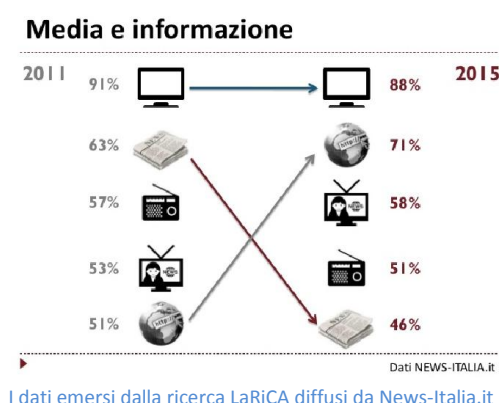 Media e informazione
2011 2015
91% 88%
63% 71%
57% 58%
53% 51%
51% 46%
Dati NEWS-ITALIA.it
I dati emersi dalla ricerca LaRiCA diffusi da News-Italia.it